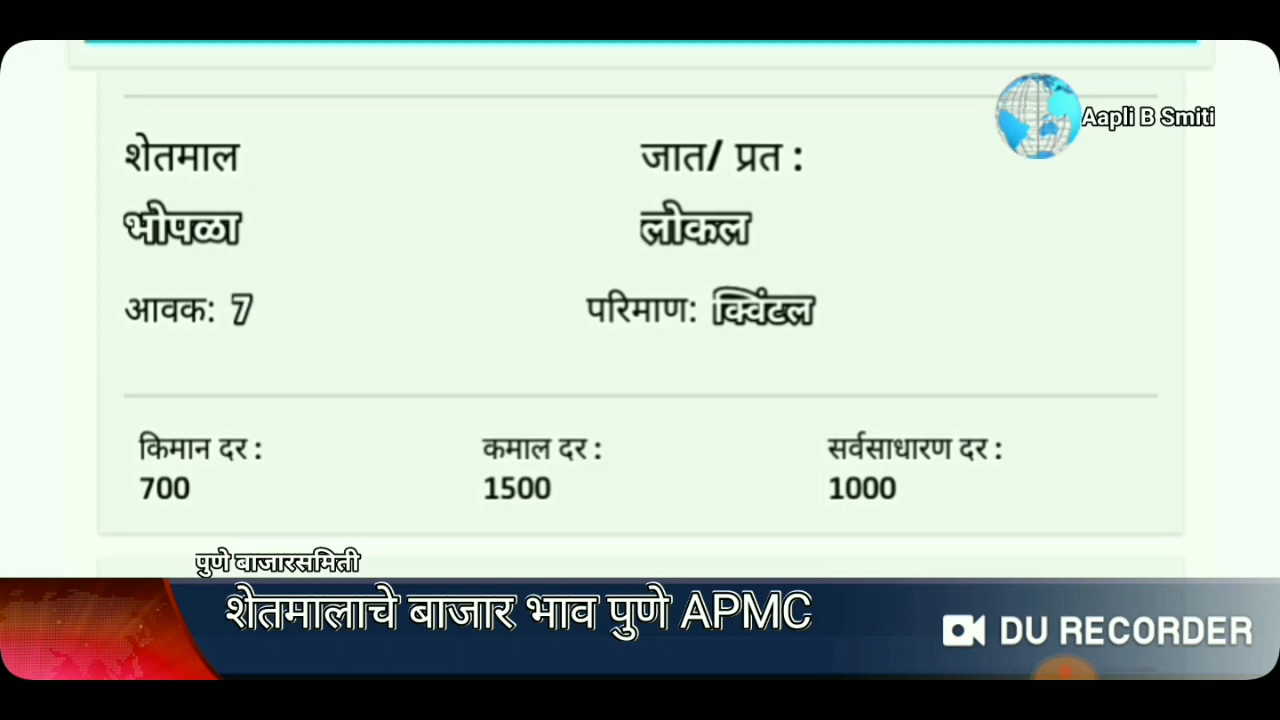 Aapli B Smiti
शेतमाल जात/ प्रत :
भोपळा लोकल
आवक: 7 परिमाण: क्विंटल
किमान दर : कमाल दर : सर्वसाधारण दर :
700 1500 1000
पुणे बाजारसमिती
शेतमालाचे बाजार भाव पुणे APMC
DU RECORDER